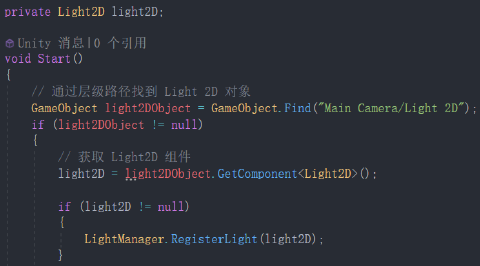 private Light2D light2D;
Unity 消息|0 个引用
void Start()
{
// 通过层级路径找到 Light 2D 对象
GameObject light2DObject = GameObject.Find("Main Camera/Light 2D");
if (light2DObject != null)
{
// 获取 Light2D 组件
light2D = light2DObject.GetComponent<Light2D>();
if (light2D != null)
{
LightManager.RegisterLight(light2D);
}